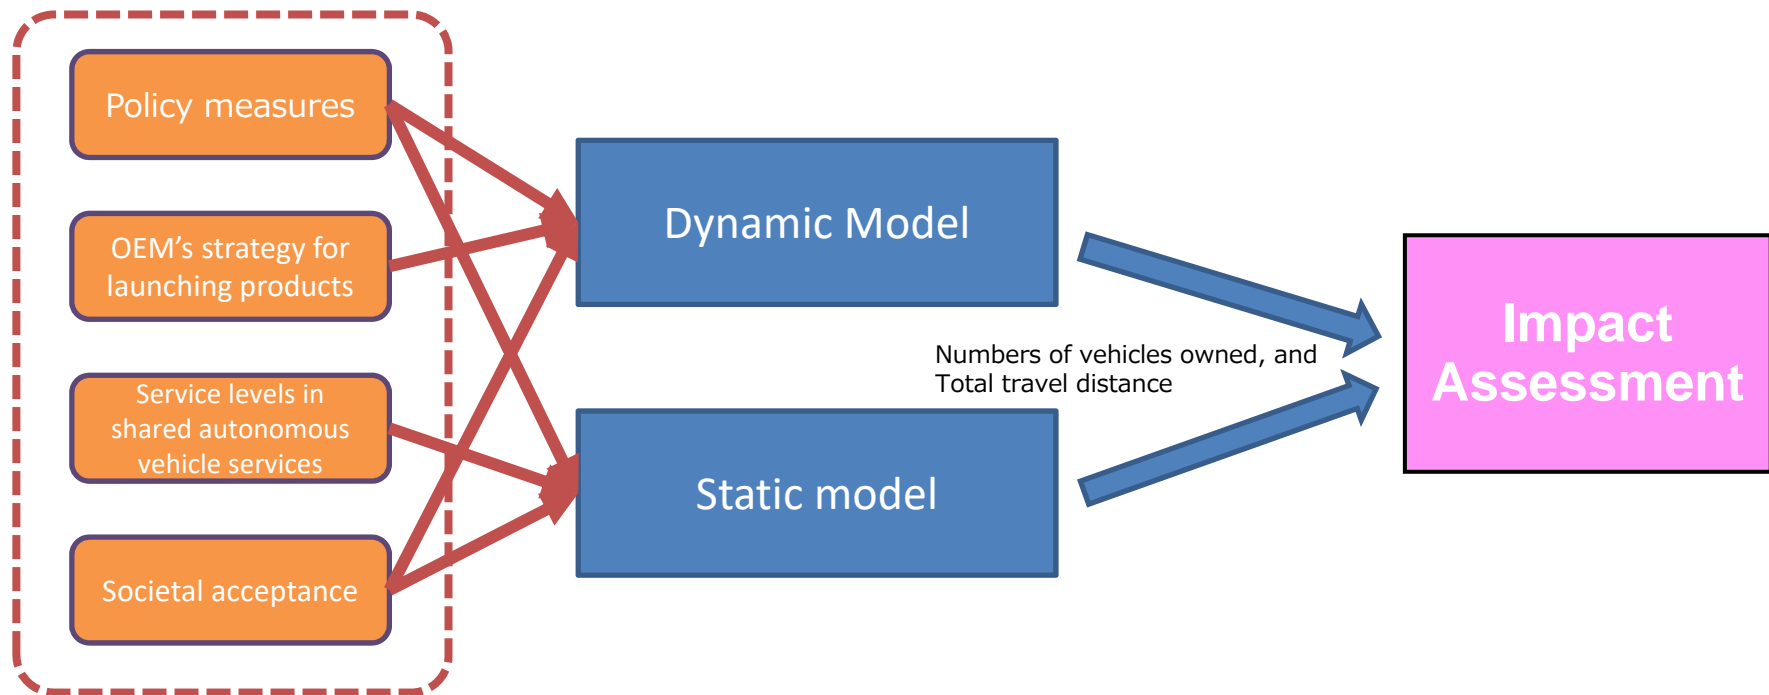 Policy measures
OEM’s strategy for
launching products
Service levels in
shared autonomous
vehicle services
Societal acceptance
Dynamic Model
Numbers of vehicles owned, and
Total travel distance
Static model
Impact
Assessment